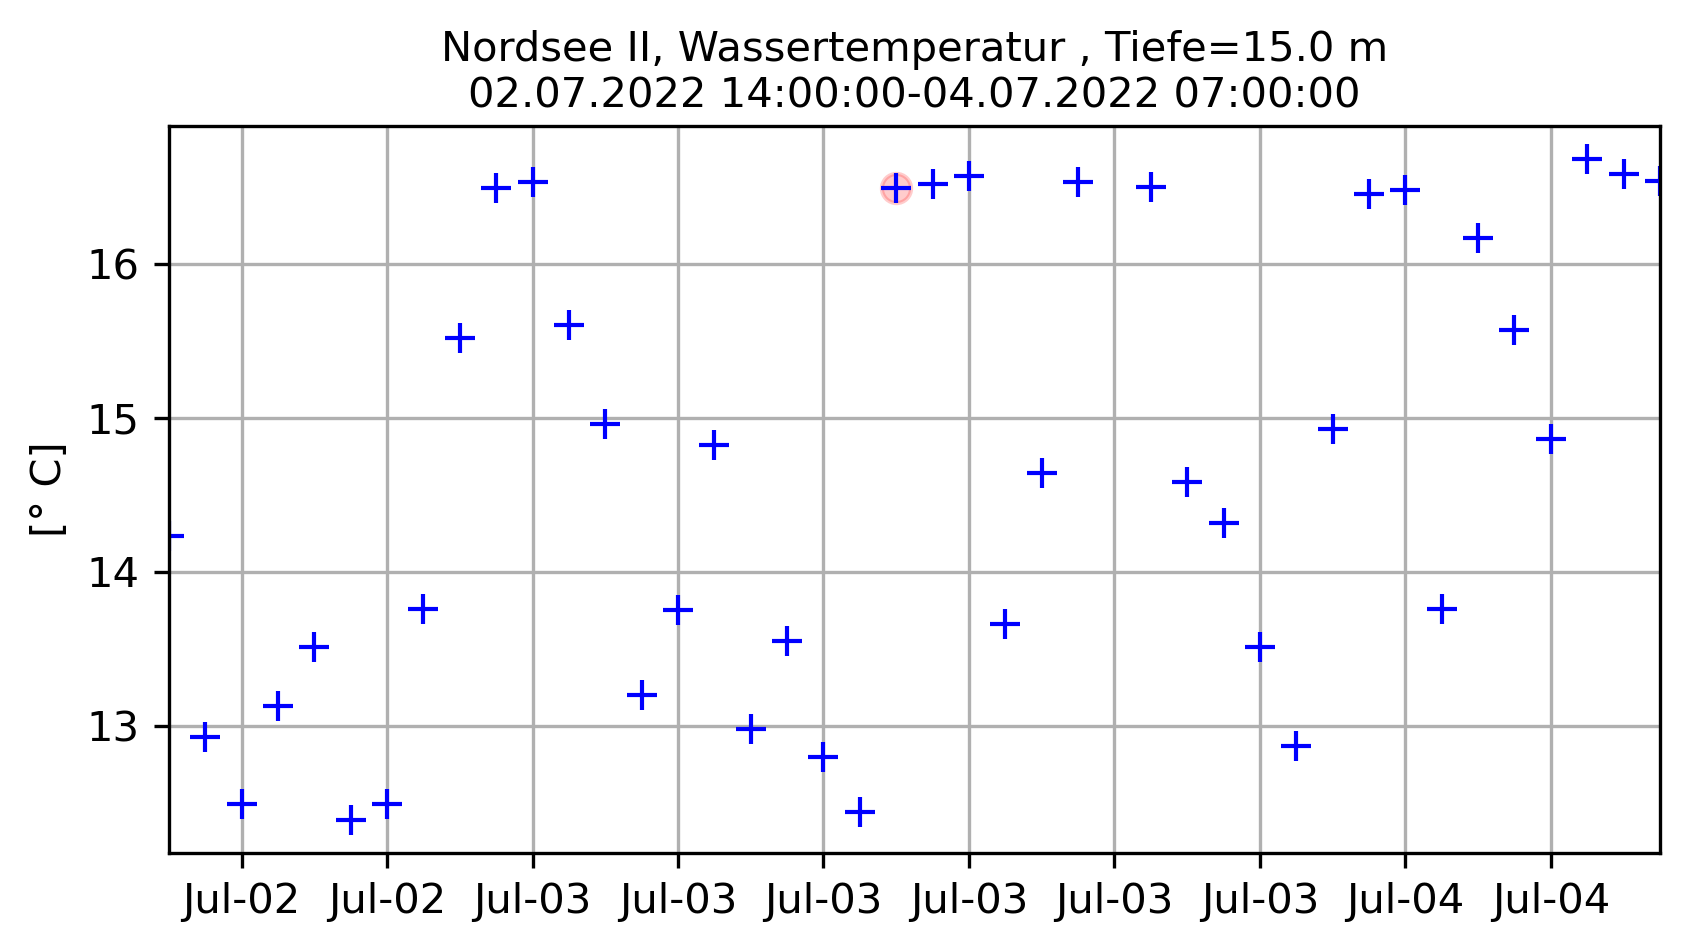 Nordsee II, Wassertemperatur , Tiefe=15.0 m
02.07.2022 14:00:00-04.07.2022 07:00:00
16
15
14
13
[° C]
Jul-02 Jul-02 Jul-03 Jul-03 Jul-03 Jul-03 Jul-03 Jul-03 Jul-04 Jul-04